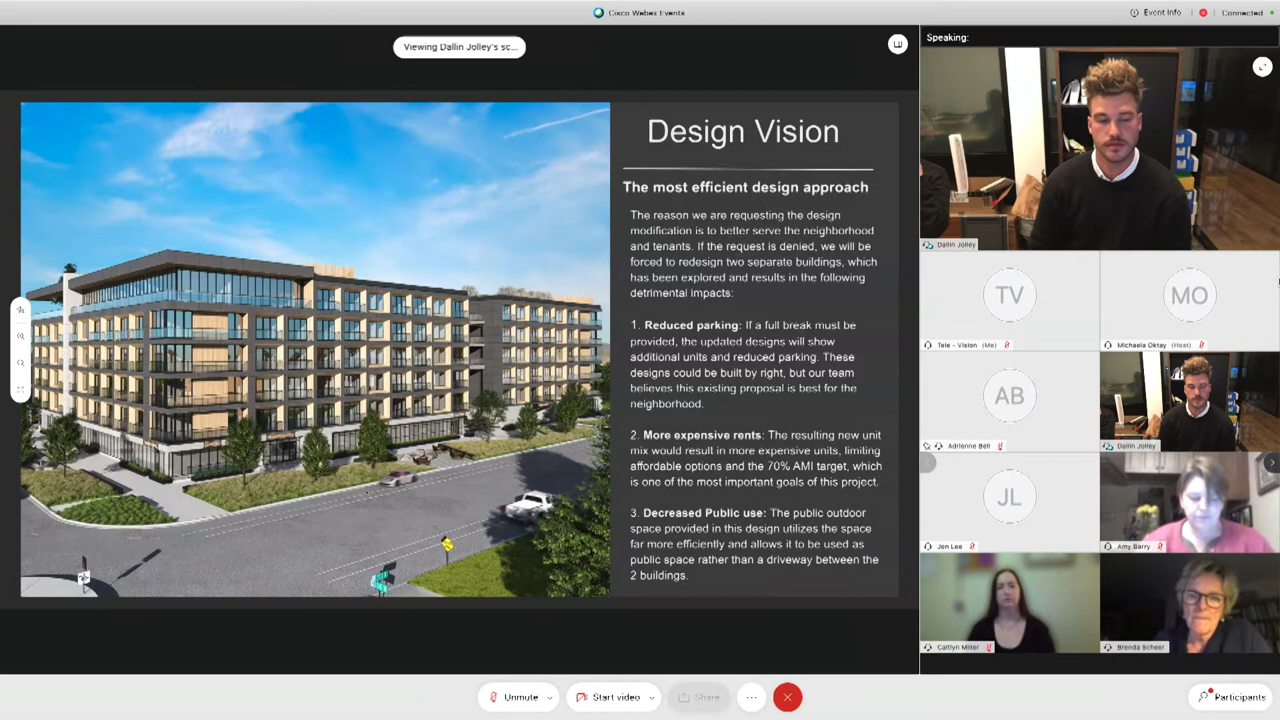 Cisco Webex Events
Event Info
Connected
Viewing Dallin Jolley's sc...
Speaking:
Design Vision
The most efficient design approach
The reason we are requesting the design
modification is to better serve the neighborhood
and tenants. If the request is denied, we will be
forced to redesign two separate buildings, which
has been explored and results in the following
detrimental impacts:
1. Reduced parking: If a full break must be
provided, the updated designs will show
additional units and reduced parking. These
designs could be built by right, but our team
believes this existing proposal is best for the
neighborhood.
2. More expensive rents: The resulting new unit
mix would result in more expensive units, limiting
affordable options and the 70% AMI target, which
is one of the most important goals of this project.
3. Decreased Public use: The public outdoor
space provided in this design utilizes the space
far more efficiently and allows it to be used as
public space rather than a driveway between the
2 buildings.
Dallin Jolley
TV
Tele - Vision (Me)
MO
Michaela Oktay (Host)
AB
Adrienne Bell
Dallin Jolley
JL
Jon Lee
Amy Barry
Caitlyn Miller
Brenda Scheer
Unmute
Start video
Share
Participants